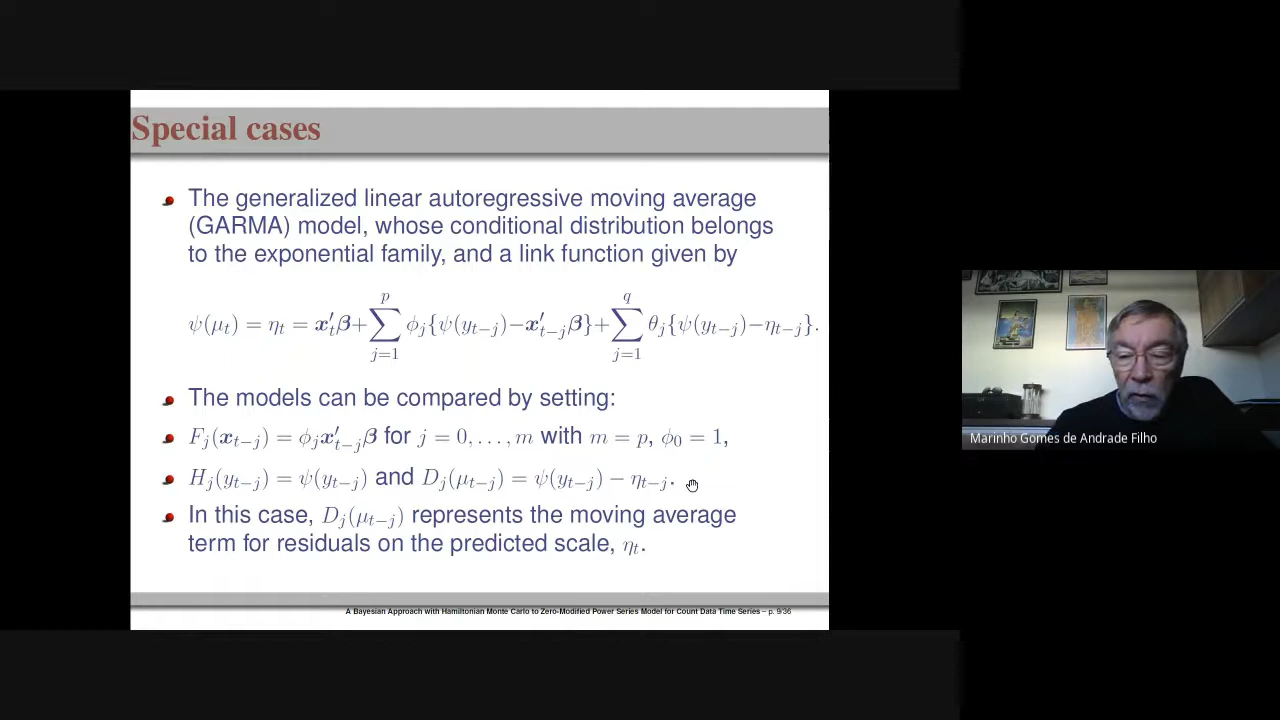 Special cases
The generalized linear autoregressive moving average
(GARMA) model, whose conditional distribution belongs
to the exponential family, and a link function given by
ψ(μ_t) = η_t = x′_t β + ∑_{j=1}^{p} φ_j{ψ(y_{t−j}) − x′_{t−j} β} + ∑_{j=1}^{q} θ_j{ψ(y_{t−j}) − η_{t−j}}.
The models can be compared by setting:
F_j(x_{t−j}) = φ_j x′_{t−j} β for j = 0, . . . , m with m = p, φ_0 = 1,
H_j(y_{t−j}) = ψ(y_{t−j}) and D_j(μ_{t−j}) = ψ(y_{t−j}) − η_{t−j}.
In this case, D_j(μ_{t−j}) represents the moving average
term for residuals on the predicted scale, η_t.
A Bayesian Approach with Hamiltonian Monte Carlo to Zero-Modified Power Series Model for Count Data Time Series – p. 9/36
Marinho Gomes de Andrade Filho